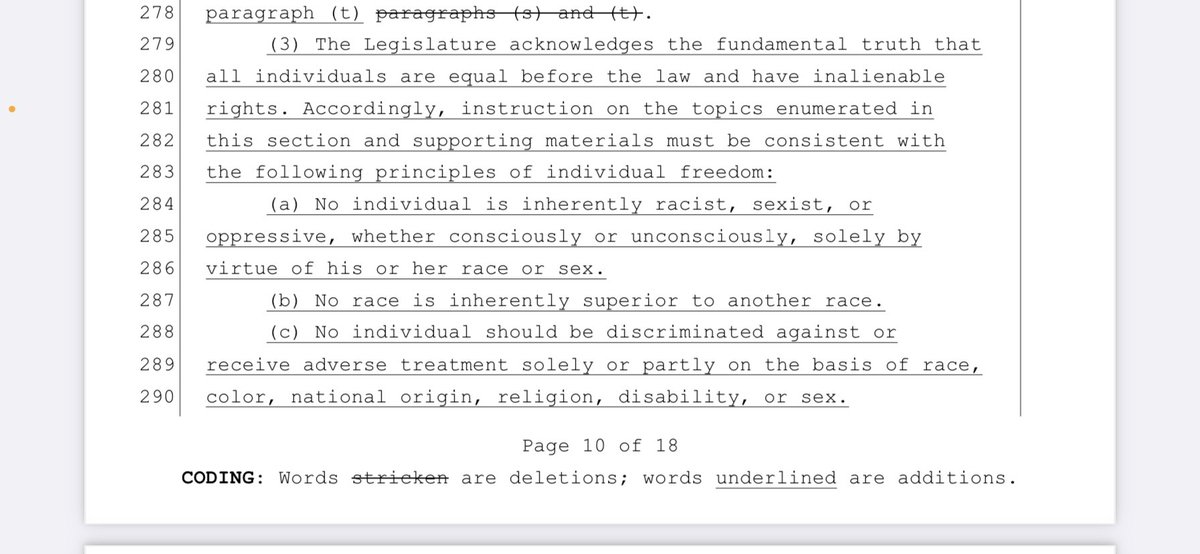 278 paragraph (t) paragraphs (s) and (t).
279 (3) The Legislature acknowledges the fundamental truth that
280 all individuals are equal before the law and have inalienable
281 rights. Accordingly, instruction on the topics enumerated in
282 this section and supporting materials must be consistent with
283 the following principles of individual freedom:
284 (a) No individual is inherently racist, sexist, or
285 oppressive, whether consciously or unconsciously, solely by
286 virtue of his or her race or sex.
287 (b) No race is inherently superior to another race.
288 (c) No individual should be discriminated against or
289 receive adverse treatment solely or partly on the basis of race,
290 color, national origin, religion, disability, or sex.
Page 10 of 18
CODING: Words stricken are deletions; words underlined are additions.